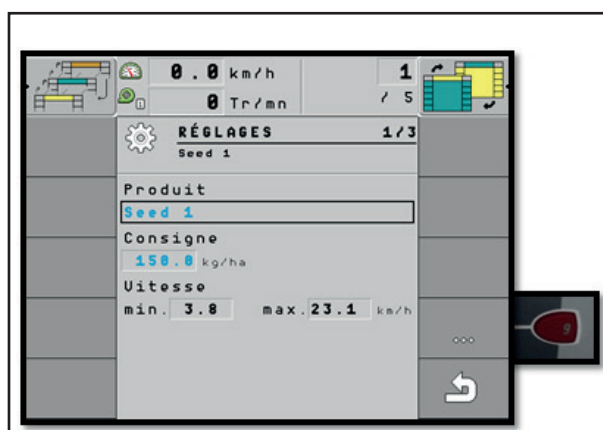 0.0 km/h 1
0 Tr/mn / 5
RÉGLAGES 1/3
Seed 1
Produit
Seed 1
Consigne
150.0 kg/ha
Vitesse
min. 3.8 max. 23.1 km/h
9